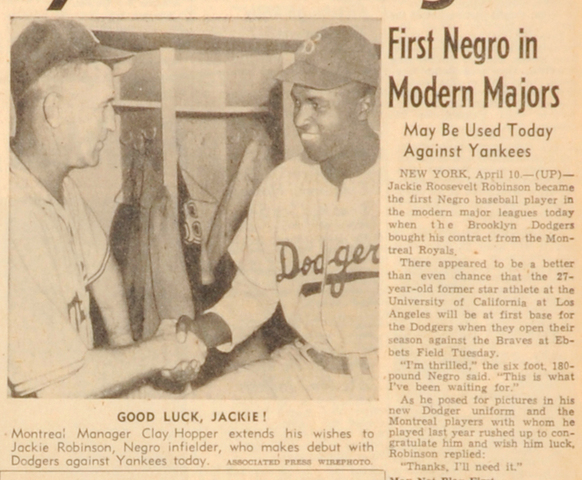 First Negro in
Modern Majors
May Be Used Today
Against Yankees
NEW YORK, April 10.—(UP)—
Jackie Roosevelt Robinson became
the first Negro baseball player in
the modern major leagues today
when the Brooklyn Dodgers
bought his contract from the Mon-
treal Royals.
There appeared to be a better
than even chance that the 27-
year-old former star athlete at the
University of California at Los
Angeles will be at first base for
the Dodgers when they open their
season against the Braves at Eb-
bets Field Tuesday.
"I'm thrilled," the six foot, 180-
pound Negro said. "This is what
I've been waiting for."
As he posed for pictures in his
new Dodger uniform and the
Montreal players with whom he
played last year rushed up to con-
gratulate him and wish him luck,
Robinson replied:
"Thanks, I'll need it."
B
Dodger
GOOD LUCK, JACKIE!
Montreal Manager Clay Hopper extends his wishes to
Jackie Robinson, Negro infielder, who makes debut with
Dodgers against Yankees today. ASSOCIATED PRESS WIREPHOTO.